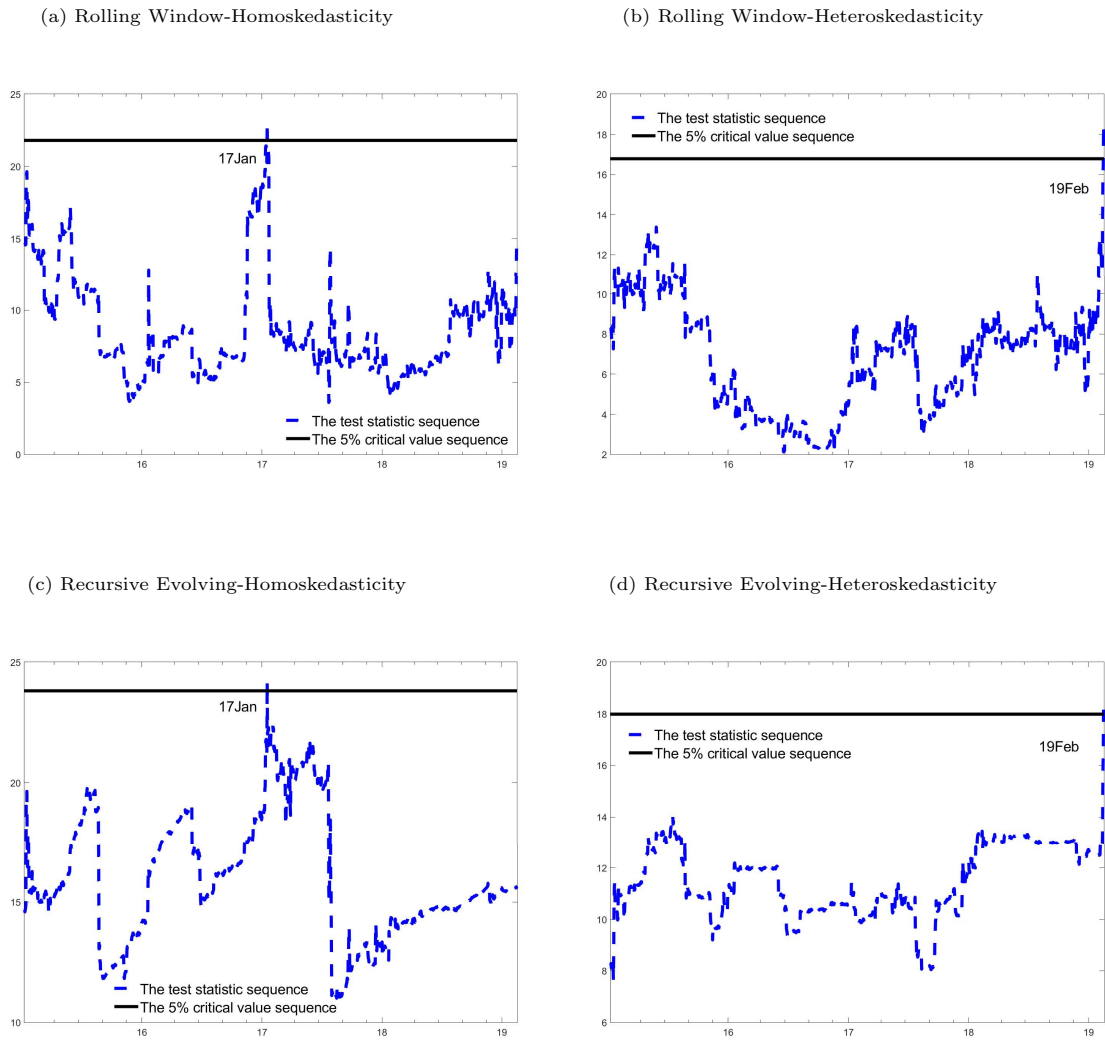 (a) Rolling Window-Homoskedasticity
(b) Rolling Window-Heteroskedasticity
25
20
15
10
5
0
17Jan
The test statistic sequence
The 5% critical value sequence
16
17
18
19
20
18
16
14
12
10
8
6
4
2
The test statistic sequence
The 5% critical value sequence
19Feb
16
17
18
19
(c) Recursive Evolving-Homoskedasticity
(d) Recursive Evolving-Heteroskedasticity
25
20
15
10
17Jan
The test statistic sequence
The 5% critical value sequence
16
17
18
19
20
18
16
14
12
10
8
6
The test statistic sequence
The 5% critical value sequence
19Feb
16
17
18
19